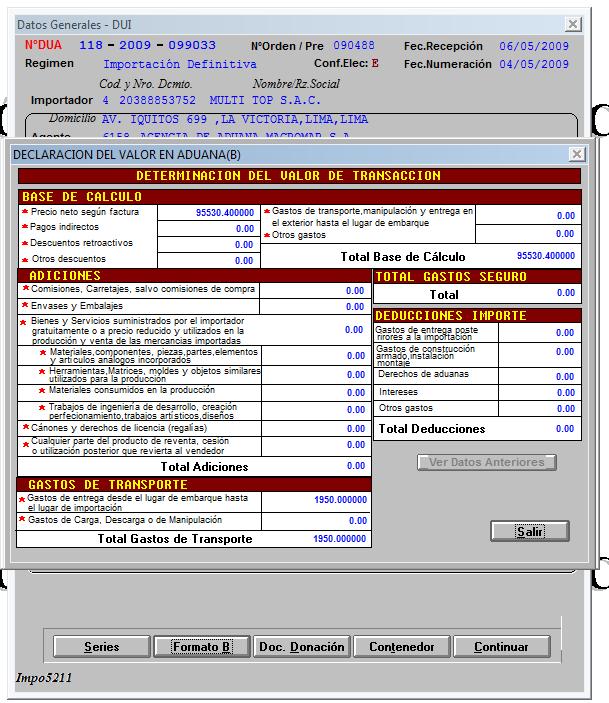 Datos Generales - DUI
NºDUA 118 - 2009 - 099033 NºOrden / Pre 090488 Fec.Recepción 06/05/2009
Regimen Importación Definitiva Conf.Elec: E Fec.Numeración 04/05/2009
Cod. y Nro. Dcmto. Nombre/Rz.Social
Importador 4 20388853752 MULTI TOP S.A.C.
Domicilio AV. IQUITOS 699 ,LA VICTORIA,LIMA,LIMA
Agente 6158 AGENCIA DE ADUANA MACROMAR S A
DECLARACION DEL VALOR EN ADUANA(B)
DETERMINACION DEL VALOR DE TRANSACCION
BASE DE CALCULO
* Precio neto según factura 95530.400000
* Pagos indirectos 0.00
* Descuentos retroactivos 0.00
* Otros descuentos 0.00
* Gastos de transporte,manipulación y entrega en
el exterior hasta el lugar de embarque 0.00
* Otros gastos 0.00
Total Base de Cálculo 95530.400000
ADICIONES
* Comisiones, Carretajes, salvo comisiones de compra 0.00
* Envases y Embalajes 0.00
* Bienes y Servicios suministrados por el importador
gratuitamente o a precio reducido y utilizados en la
producción y venta de las mercancias importadas 0.00
* Materiales,componentes, piezas,partes,elementos
y articulos análogos incorporados 0.00
* Herramientas,Matrices, moldes y objetos similares
utilizados para la producción 0.00
* Materiales consumidos en la producción 0.00
* Trabajos de ingeniería de desarrollo, creación
perfecionamiento,trabajos artísticos,diseños 0.00
* Cánones y derechos de licencia (regalías) 0.00
* Cualquier parte del producto de reventa, cesión
o utilización posterior que revierta al vendedor 0.00
Total Adiciones 0.00
GASTOS DE TRANSPORTE
* Gastos de entrega desde el lugar de embarque hasta
el lugar de importación 1950.000000
* Gastos de Carga, Descarga o de Manipulación 0.00
Total Gastos de Transporte 1950.000000
TOTAL GASTOS SEGURO
Total 0.00
DEDUCCIONES IMPORTE
Gastos de entrega poste
rirores a la importación 0.00
Gastos de construcción
armado,instalación
montaje 0.00
Derechos de aduanas 0.00
Intereses 0.00
Otros gastos 0.00
Total Deducciones 0.00
Ver Datos Anteriores
Salir
Series Formato B Doc. Donación Contenedor Continuar
Impo5211